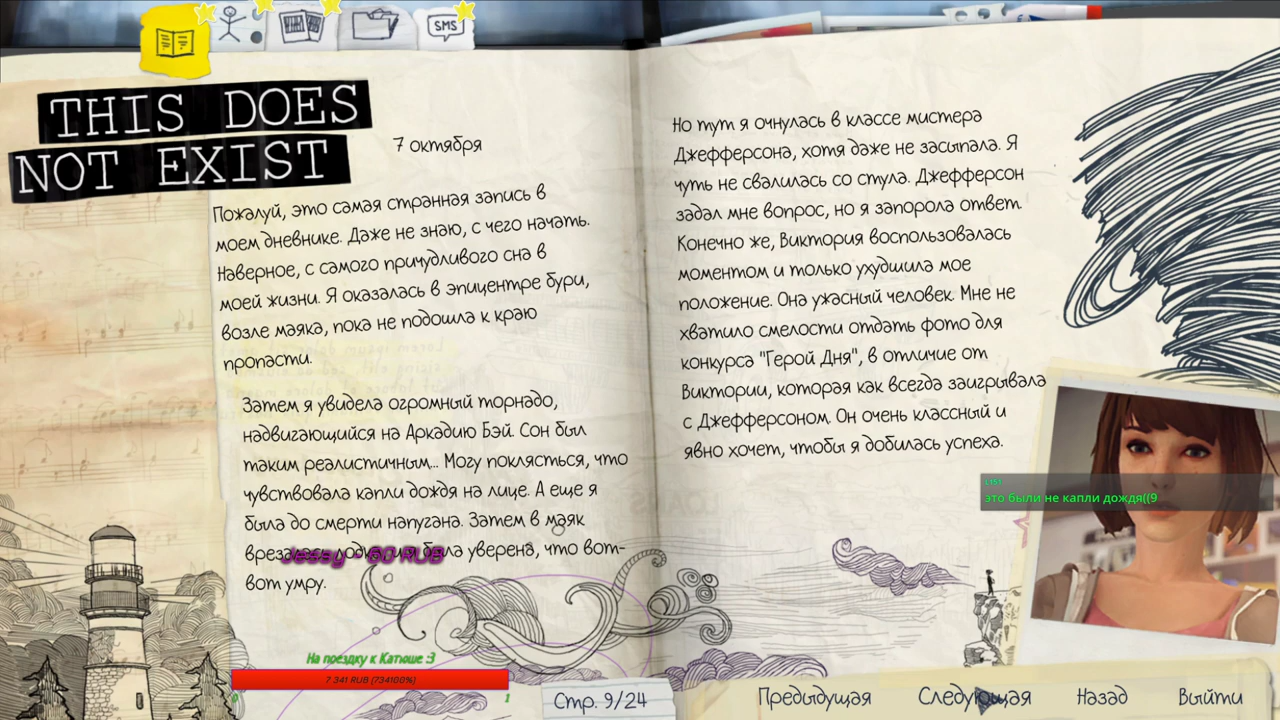 SMS
THIS DOES
NOT EXIST
7 октября
Пожалуй, это самая странная запись в
моем дневнике. Даже не знаю, с чего начать.
Наверное, с самого причудливого сна в
моей жизни. Я оказалась в эпицентре бури,
возле маяка, пока не подошла к краю
пропасти.
Затем я увидела огромный торнадо,
надвигающийся на Аркадию Бэй. Сон был
таким реалистичным... Могу поклясться, что
чувствовала капли дождя на лице. А еще я
была до смерти напугана. Затем в маяк
уверена, что вот-
вот умру.
Jessy - 60 RUB
На поездку к Катюше :3
7 341 RUB (734100%)
0
1
Но тут я очнулась в классе мистера
Джефферсона, хотя даже не засыпала. Я
чуть не свалилась со стула. Джефферсон
задал мне вопрос, но я запорола ответ.
Конечно же, Виктория воспользовалась
моментом и только ухудшила мое
положение. Она ужасный человек. Мне не
хватило смелости отдать фото для
конкурса "Герой Дня", в отличие от
Виктории, которая как всегда заигрывала
с Джефферсоном. Он очень классный и
явно хочет, чтобы я добилась успеха.
это были не капли дождя((9
Стр. 9/24
Предыдущая
Следующая
Назад
Выйти